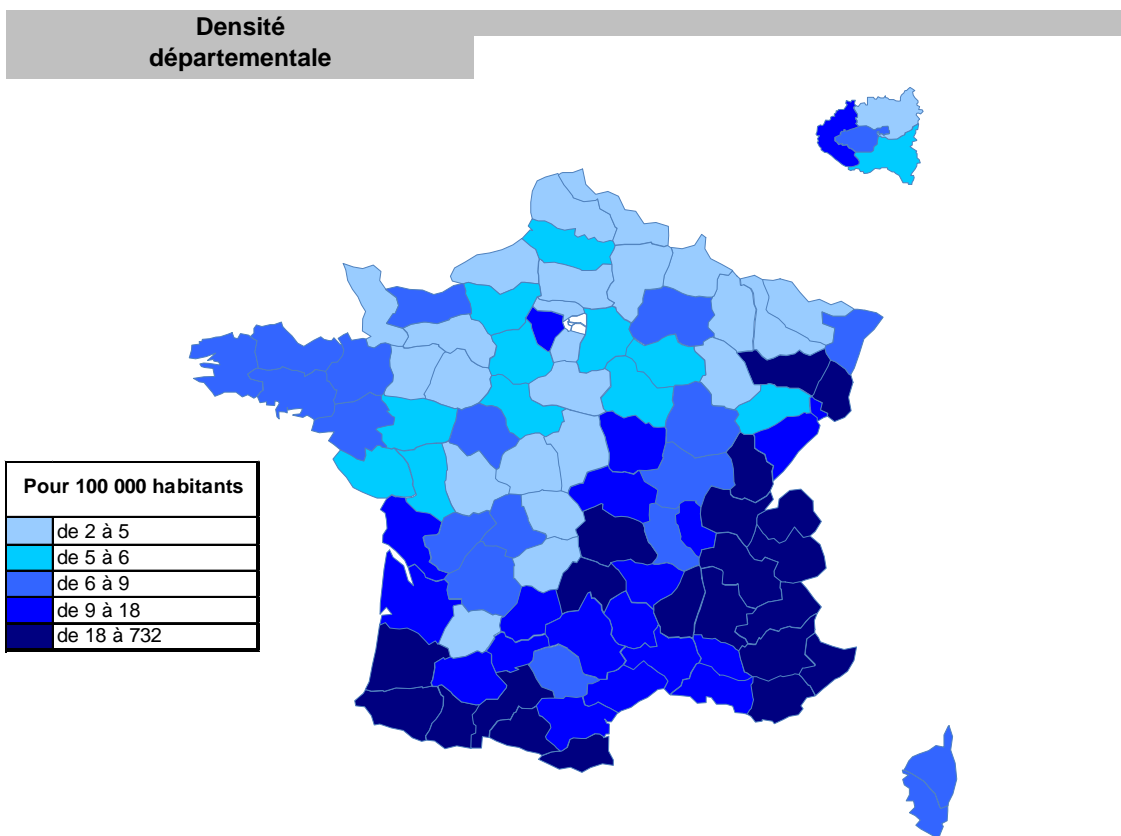 Densité
départementale
Pour 100 000 habitants
de 2 à 5
de 5 à 6
de 6 à 9
de 9 à 18
de 18 à 732